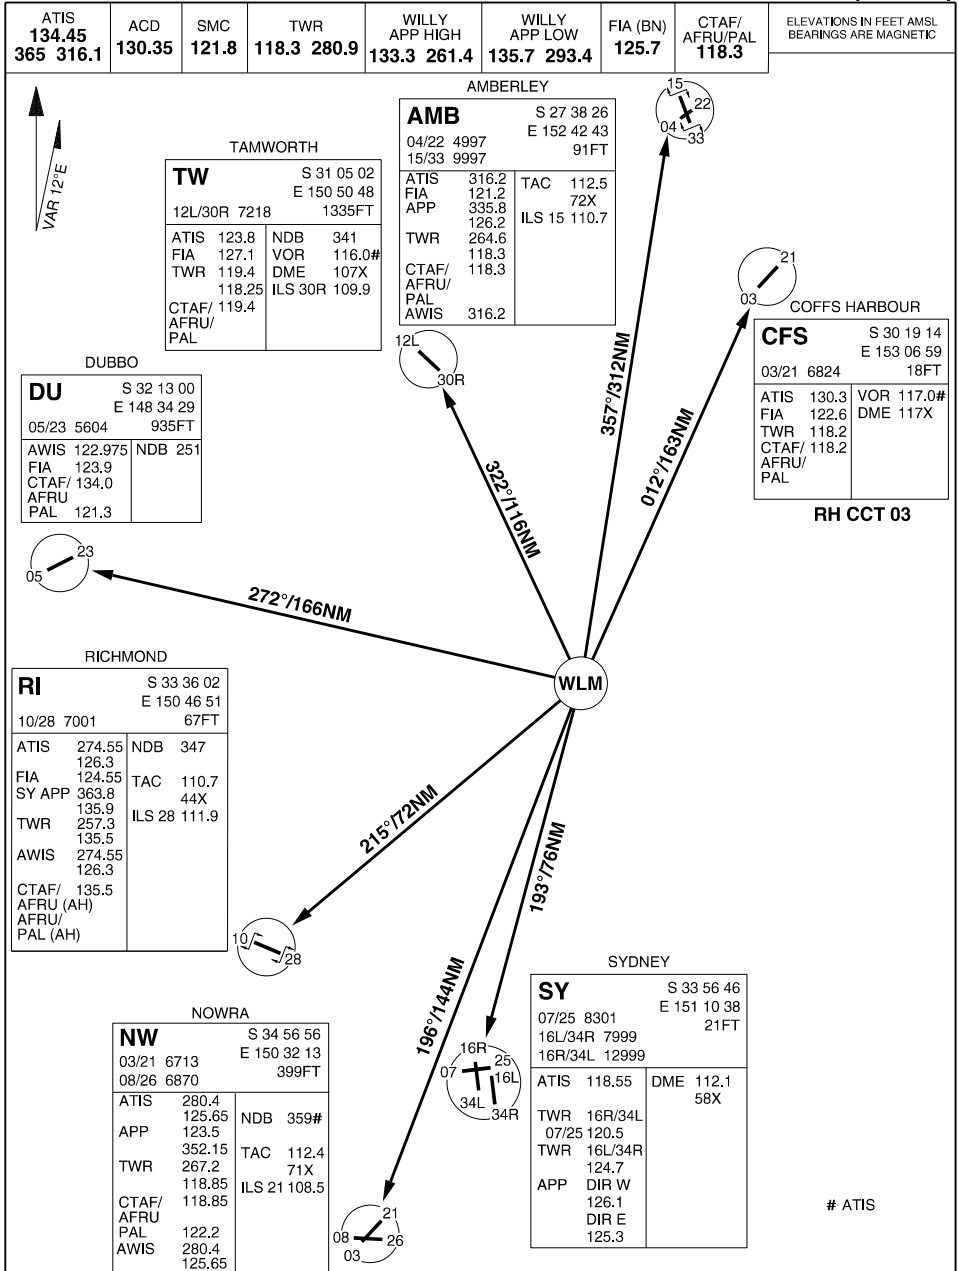 ATIS
134.45
365 316.1
ACD
130.35
SMC
121.8
TWR
118.3 280.9
WILLY
APP HIGH
133.3 261.4
WILLY
APP LOW
135.7 293.4
FIA (BN)
125.7
CTAF/
AFRU/PAL
118.3
ELEVATIONS IN FEET AMSL
BEARINGS ARE MAGNETIC
VAR 12°E
AMBERLEY
AMB S 27 38 26
E 152 42 43
04/22 4997
91FT
15/33 9997
ATIS 316.2
FIA 121.2
APP 335.8
126.2
TWR 264.6
118.3
CTAF/ 118.3
AFRU/
PAL
AWIS 316.2
TAC 112.5
72X
ILS 15 110.7
15
22
04
33
TAMWORTH
TW S 31 05 02
E 150 50 48
12L/30R 7218 1335FT
ATIS 123.8
FIA 127.1
TWR 119.4
118.25
CTAF/ 119.4
AFRU/
PAL
NDB 341
VOR 116.0#
DME 107X
ILS 30R 109.9
12L
30R
21
03
COFFS HARBOUR
CFS S 30 19 14
E 153 06 59
03/21 6824 18FT
ATIS 130.3
FIA 122.6
TWR 118.2
CTAF/ 118.2
AFRU/
PAL
VOR 117.0#
DME 117X
RH CCT 03
DUBBO
DU S 32 13 00
E 148 34 29
05/23 5604 935FT
AWIS 122.975
FIA 123.9
CTAF/ 134.0
AFRU
PAL 121.3
NDB 251
23
05
357°/312NM
012°/163NM
322°/116NM
272°/166NM
WLM
RICHMOND
RI S 33 36 02
E 150 46 51
10/28 7001 67FT
ATIS 274.55
126.3
FIA 124.55
SY APP 363.8
135.9
TWR 257.3
135.5
AWIS 274.55
126.3
CTAF/ 135.5
AFRU (AH)
AFRU/
PAL (AH)
NDB 347
TAC 110.7
44X
ILS 28 111.9
215°/72NM
193°/76NM
196°/144NM
10
28
NOWRA
NW S 34 56 56
E 150 32 13
03/21 6713
399FT
08/26 6870
ATIS 280.4
125.65
APP 123.5
352.15
TWR 267.2
118.85
CTAF/ 118.85
AFRU
PAL 122.2
AWIS 280.4
125.65
NDB 359#
TAC 112.4
71X
ILS 21 108.5
21
08
26
03
16R
25
07
16L
34L
34R
SYDNEY
SY S 33 56 46
E 151 10 38
07/25 8301
21FT
16L/34R 7999
16R/34L 12999
ATIS 118.55
TWR 16R/34L
07/25 120.5
TWR 16L/34R
124.7
APP DIR W
126.1
DIR E
125.3
DME 112.1
58X
# ATIS